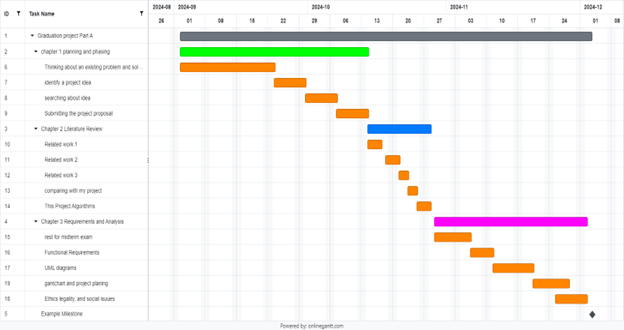 2024-08 2024-09 2024-10 2024-11 2024-12
ID Task Name
26 01 08 15 22 29 06 13 20 27 03 10 17 24 01 08
1 Graduation project Part A
2 chapter 1 planning and phasing
6 Thinking about an existing problem and sol...
7 identify a project idea
8 searching about idea
9 Submitting the project proposal
3 Chapter 2 Literature Review
10 Related work 1
11 Related work 2
12 Related work 3
13 comparing with my project
14 This Project Algorithms
4 Chapter 3 Requirements and Analysis
15 rest for midterm exam
16 Functional Requirements
17 UML diagrams
19 gantchart and project planing
18 Ethics legality, and social issues
5 Example Milestone
Powered by: onlinegantt.com